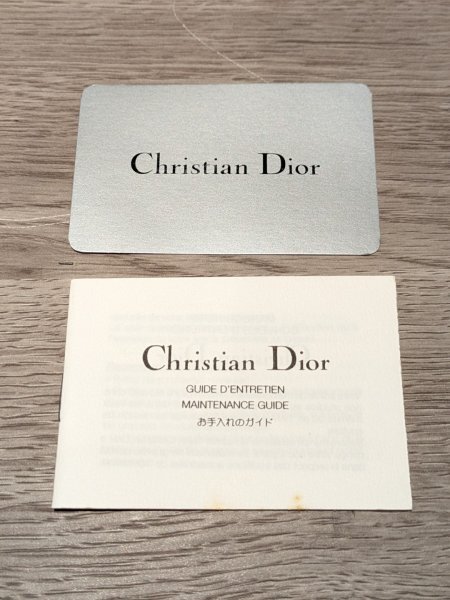 Christian Dior
Christian Dior
GUIDE D'ENTRETIEN
MAINTENANCE GUIDE
お手入れのガイド